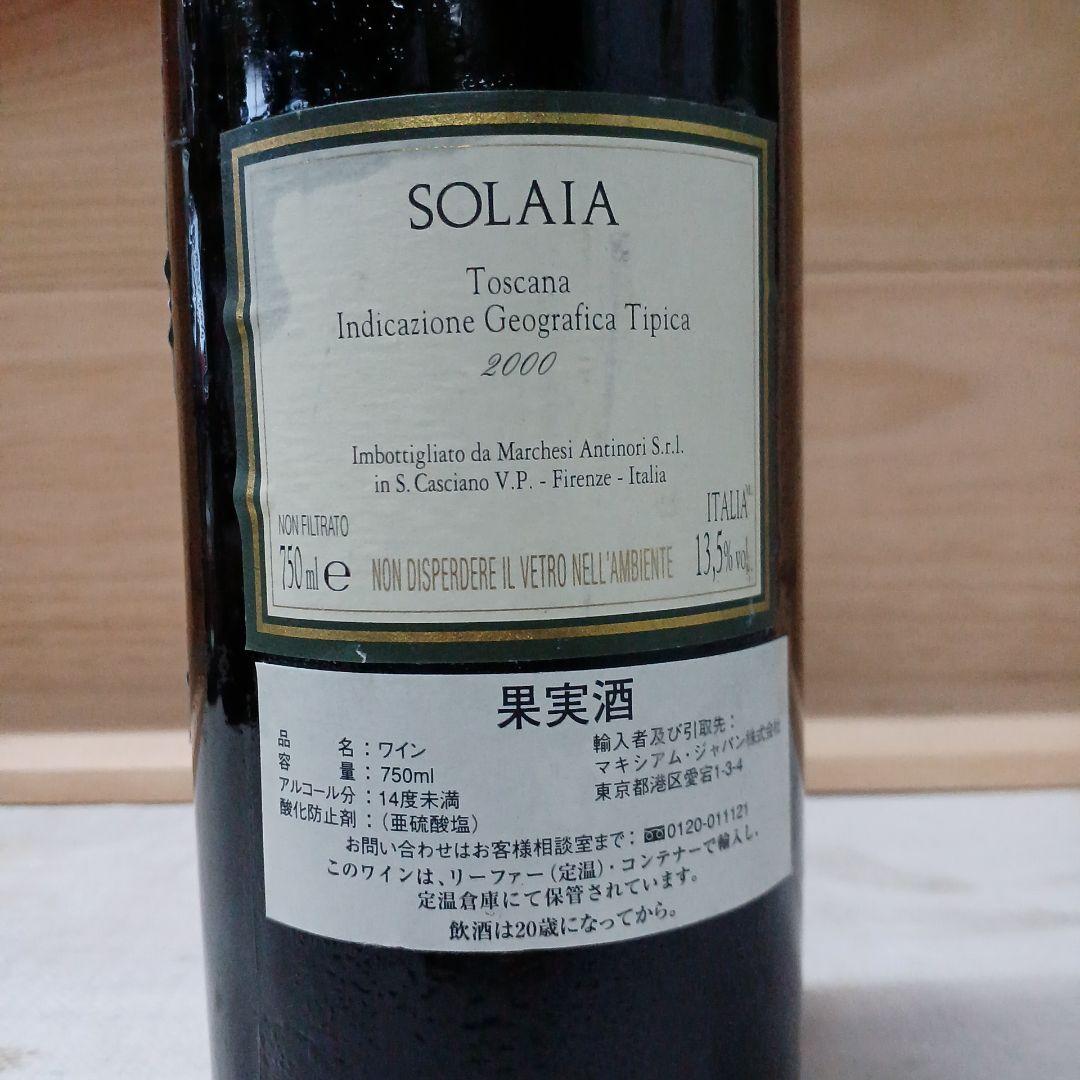 SOLAIA
Toscana
Indicazione Geografica Tipica
2000
Imbottigliato da Marchesi Antinori S.r.l.
in S. Casciano V.P. - Firenze - Italia
NON FILTRATO
ITALIA
750 ml e NON DISPERDERE IL VETRO NELL'AMBIENTE 13,5% vol.
果実酒
品名：ワイン
容量：750ml
アルコール分：14度未満
酸化防止剤：（亜硫酸塩）
輸入者及び引取先：
マキシアム・ジャパン株式会社
東京都港区愛宕1-3-4
お問い合わせはお客様相談室まで：0120-011121
このワインは、リーファー（定温）・コンテナーで輸入し、
定温倉庫にて保管されています。
飲酒は20歳になってから。